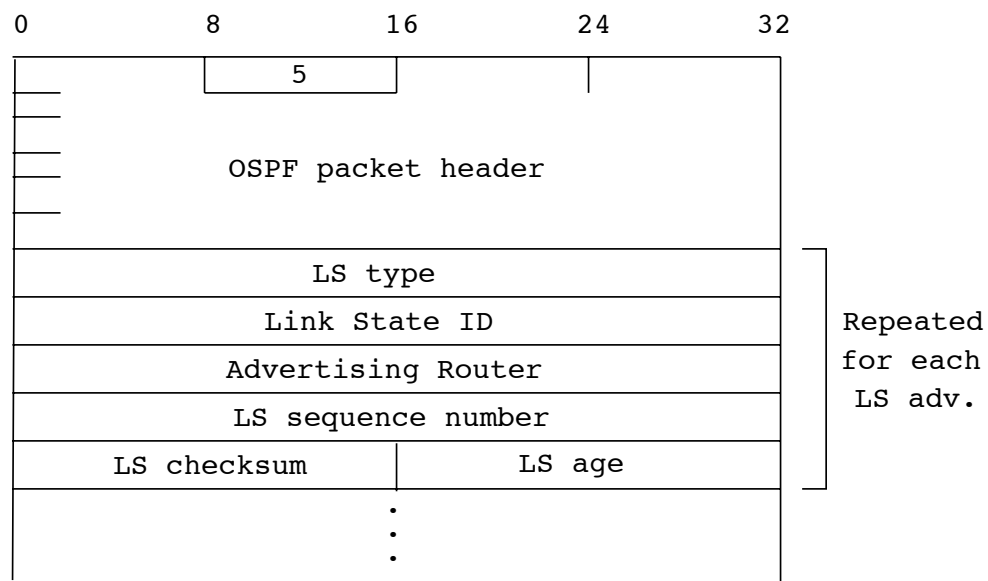 0 8 16 24 32
5
OSPF packet header
LS type
Link State ID
Advertising Router
LS sequence number
LS checksum LS age
Repeated
for each
LS adv.